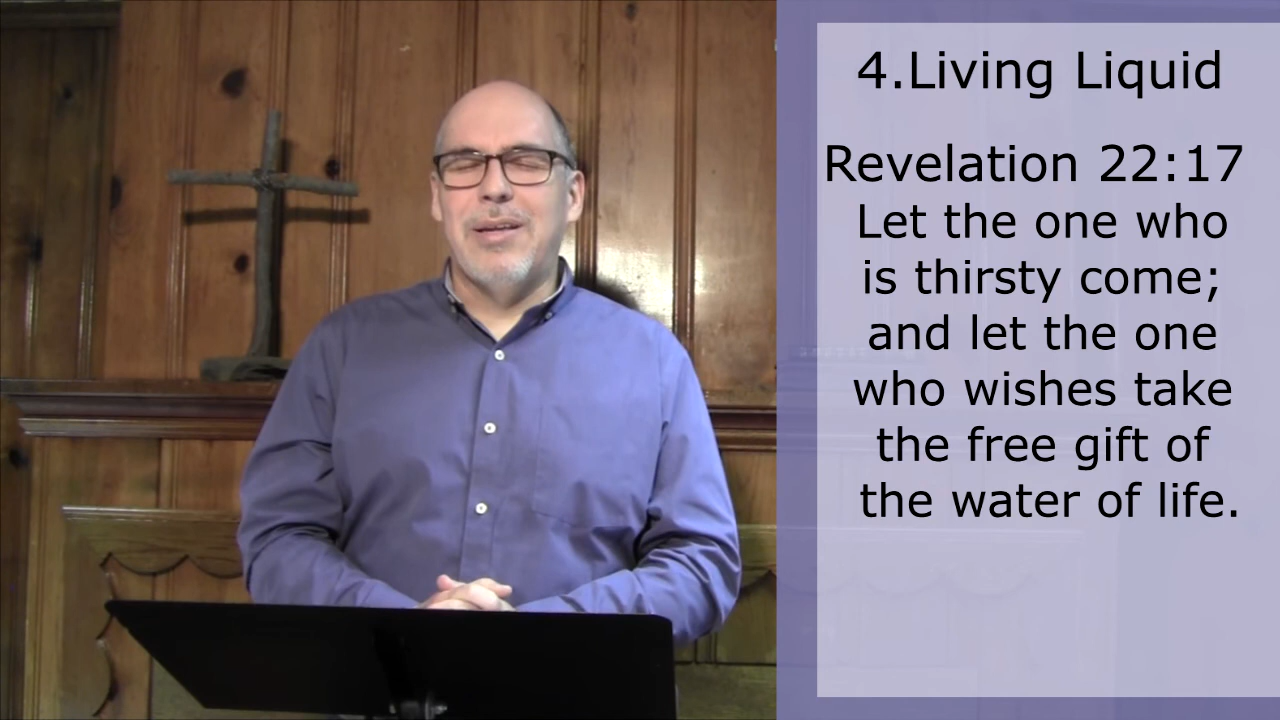 4.Living Liquid
Revelation 22:17
Let the one who
is thirsty come;
and let the one
who wishes take
the free gift of
the water of life.